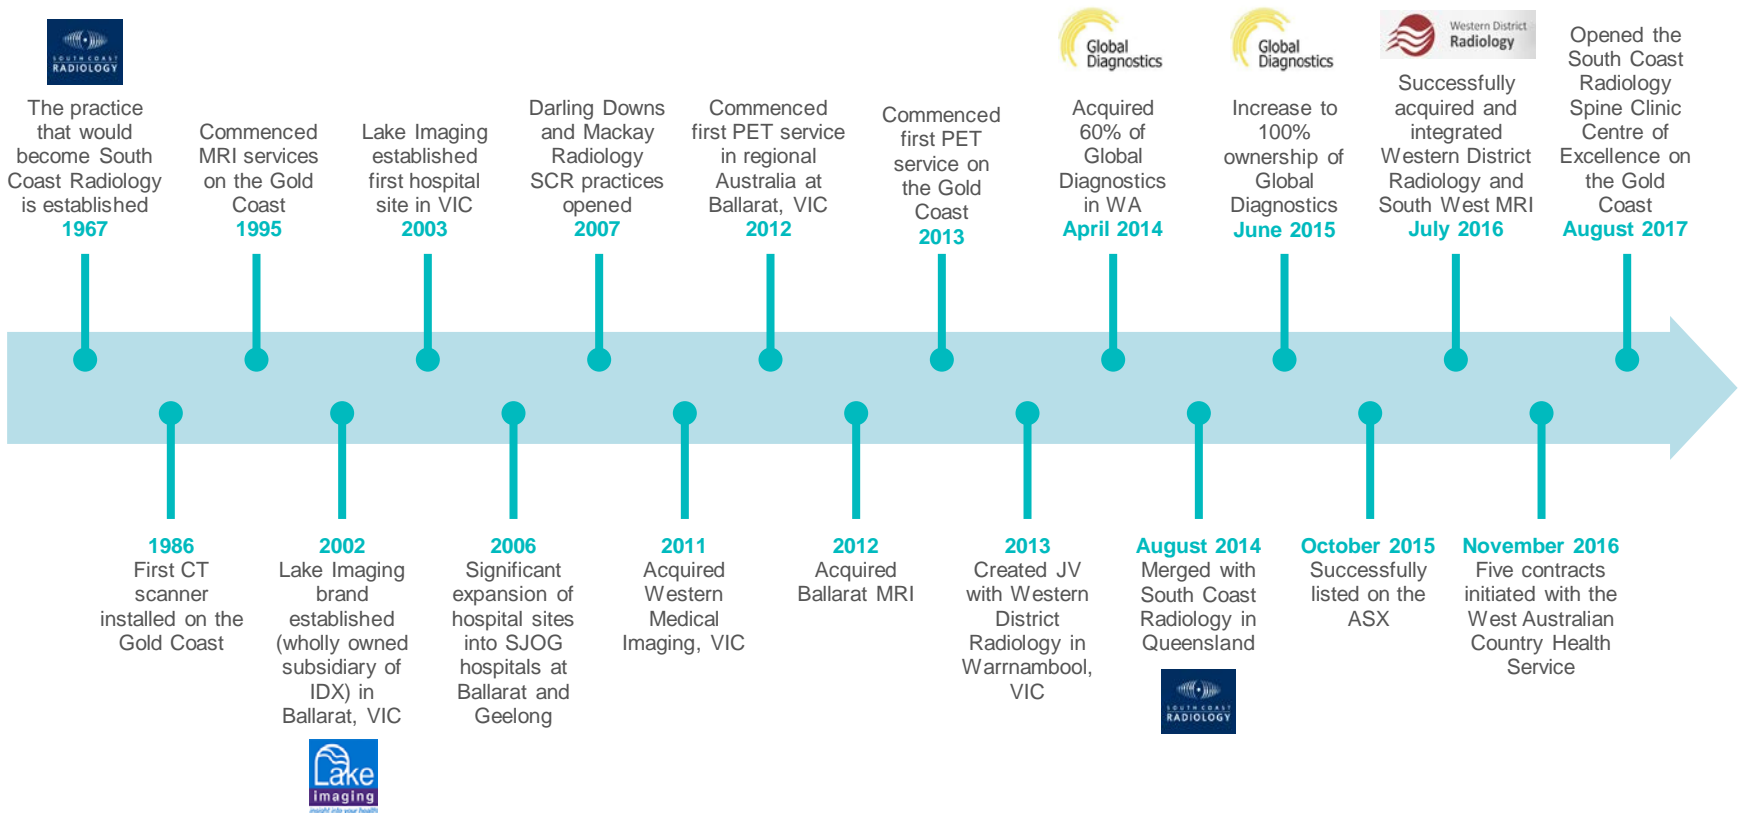 SOUTH COAST
RADIOLOGY
The practice
that would
become South
Coast Radiology
is established
1967
1986
First CT
scanner
installed on the
Gold Coast
Commenced
MRI services
on the Gold
Coast
1995
2002
Lake Imaging
brand
established
(wholly owned
subsidiary of
IDX) in
Ballarat, VIC
Lake
imaging
insight into your health
Lake Imaging
established
first hospital
site in VIC
2003
2006
Significant
expansion of
hospital sites
into SJOG
hospitals at
Ballarat and
Geelong
Darling Downs
and Mackay
Radiology
SCR practices
opened
2007
2011
Acquired
Western
Medical
Imaging, VIC
Commenced
first PET service
in regional
Australia at
Ballarat, VIC
2012
2012
Acquired
Ballarat MRI
Commenced
first PET
service on
the Gold
Coast
2013
2013
Created JV
with Western
District
Radiology in
Warrnambool,
VIC
Global
Diagnostics
Acquired
60% of
Global
Diagnostics
in WA
April 2014
August 2014
Merged with
South Coast
Radiology in
Queensland
SOUTH COAST
RADIOLOGY
Global
Diagnostics
Increase to
100%
ownership of
Global
Diagnostics
June 2015
October 2015
Successfully
listed on the
ASX
Western District
Radiology
Successfully
acquired and
integrated
Western District
Radiology and
South West MRI
July 2016
November 2016
Five contracts
initiated with the
West Australian
Country Health
Service
Opened the
South Coast
Radiology
Spine Clinic
Centre of
Excellence on
the Gold
Coast
August 2017